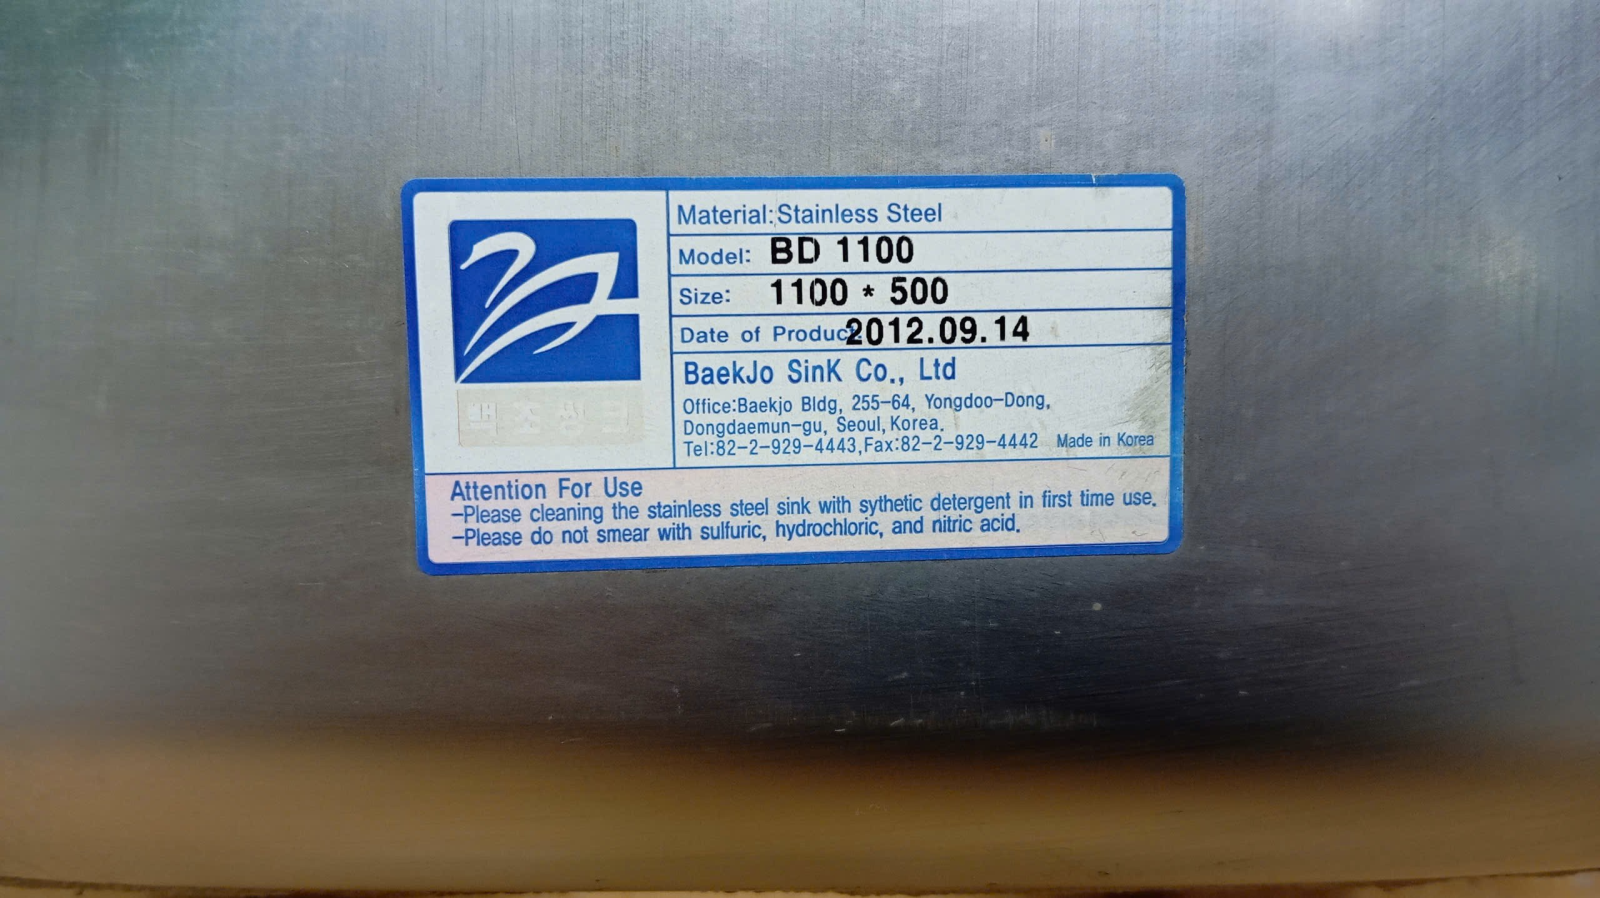 Material:Stainless Steel
Model: BD 1100
Size: 1100 * 500
Date of Product 2012.09.14
BaekJo SinK Co., Ltd
Office:Baekjo Bldg, 255-64, Yongdoo-Dong,
Dongdaemun-gu, Seoul, Korea.
Tel:82-2-929-4443,Fax:82-2-929-4442 Made in Korea
Attention For Use
-Please cleaning the stainless steel sink with sythetic detergent in first time use.
-Please do not smear with sulfuric, hydrochloric, and nitric acid.